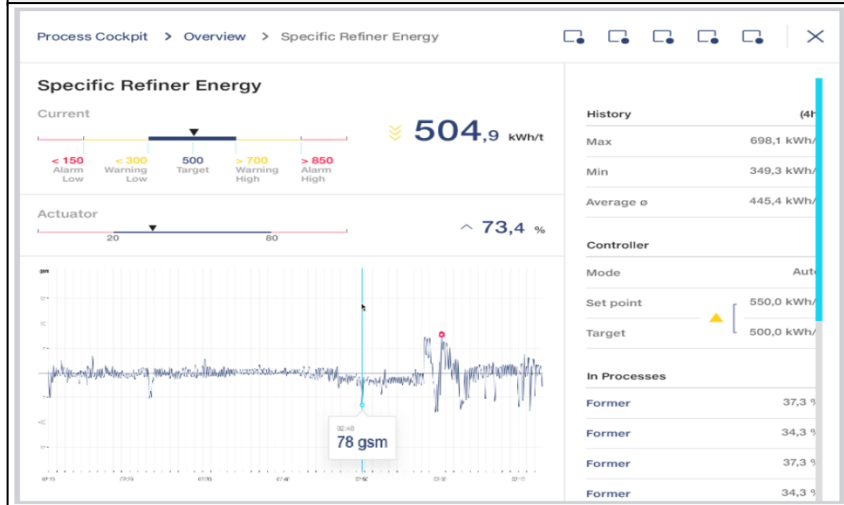 Process Cockpit > Overview > Specific Refiner Energy
Specific Refiner Energy
Current
504,9 kWh/t
< 150 < 300 500 > 700 > 850
Alarm Low Warning Low Target Warning High Alarm High
Actuator
20 80
73,4 %
gsm
78 gsm
History (4h
Max 698,1 kWh/
Min 349,3 kWh/
Average ø 445,4 kWh/
Controller
Mode Auto
Set point 550,0 kWh/
Target 500,0 kWh/
In Processes
Former 37,3 %
Former 34,3 %
Former 37,3 %
Former 34,3 %